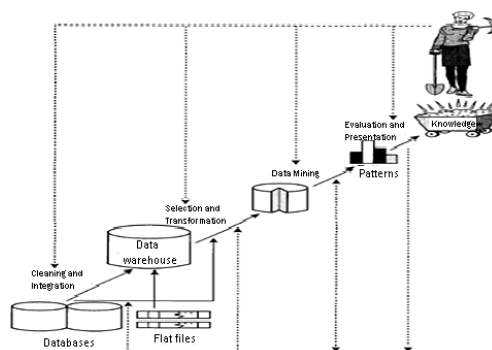 Evaluation and
Presentation
Knowledge
Data Mining
Patterns
Selection and
Transformation
Data
warehouse
Cleaning and
Integration
Databases
Flat files